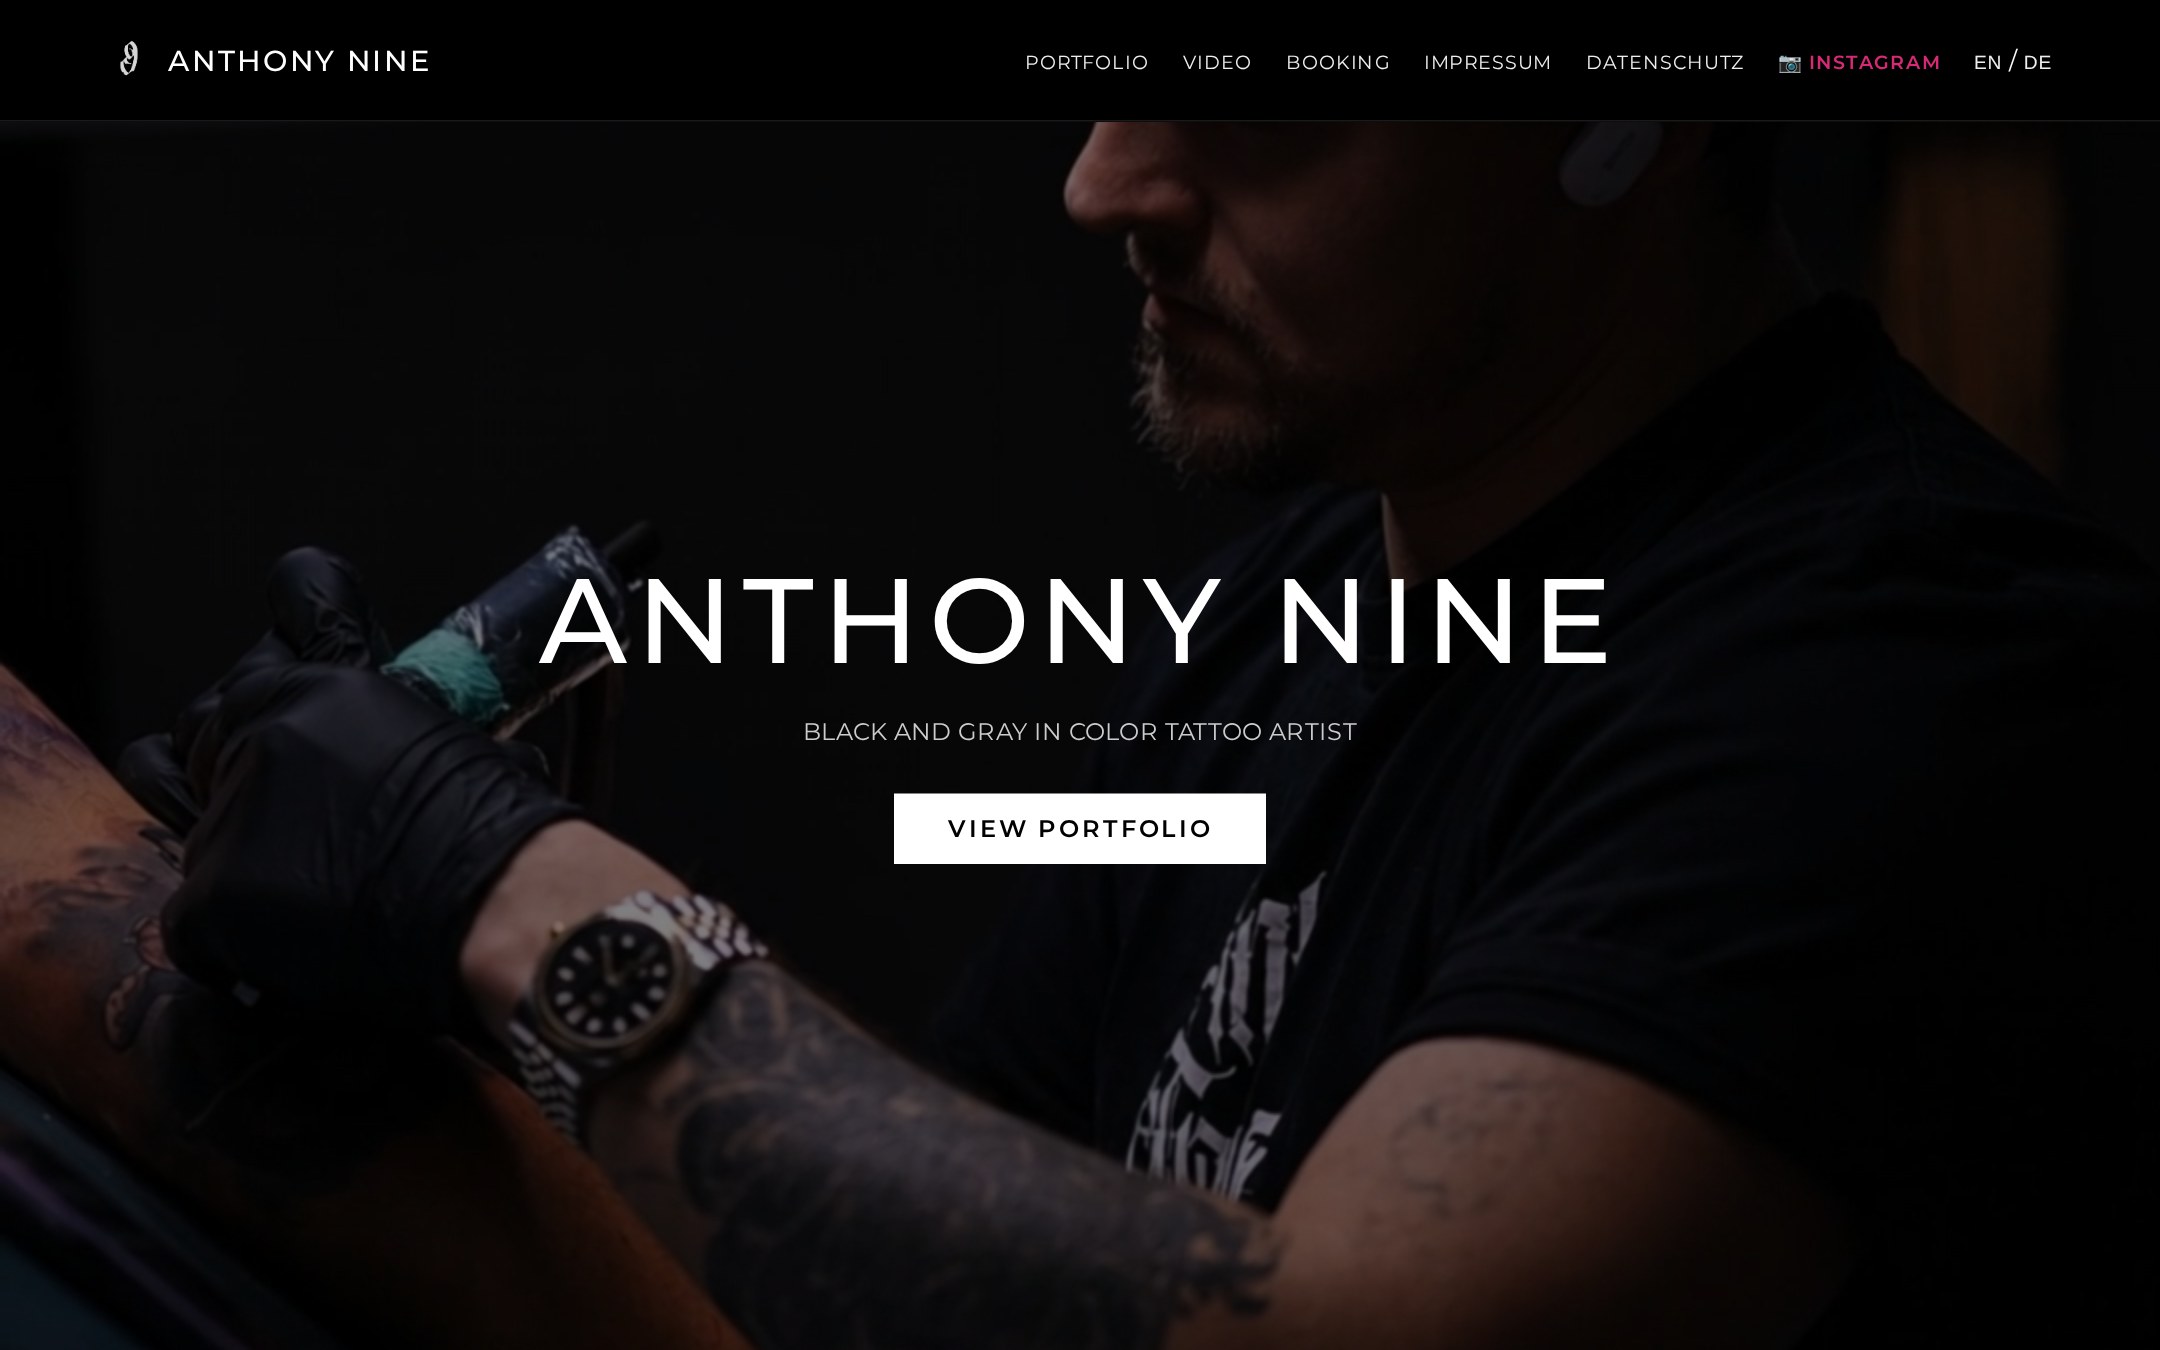 ANTHONY NINE
PORTFOLIO VIDEO BOOKING IMPRESSUM DATENSCHUTZ 📷 INSTAGRAM EN / DE
ANTHONY NINE
BLACK AND GRAY IN COLOR TATTOO ARTIST
VIEW PORTFOLIO